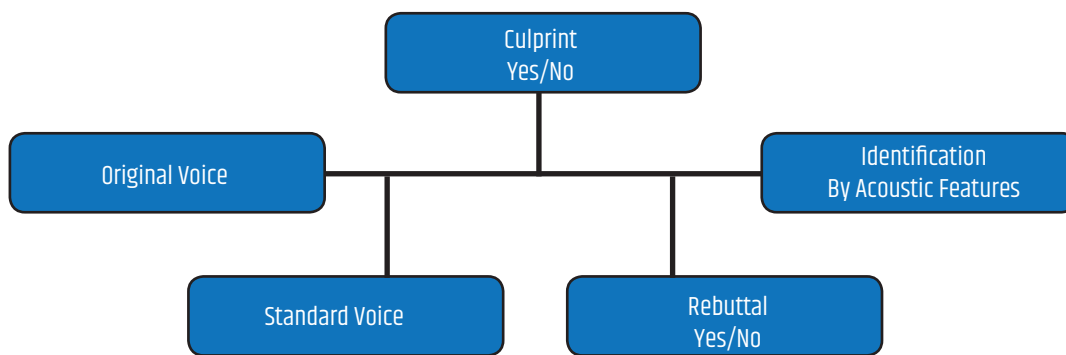 Culprint
Yes/No
Original Voice
Identification
By Acoustic Features
Standard Voice
Rebuttal
Yes/No